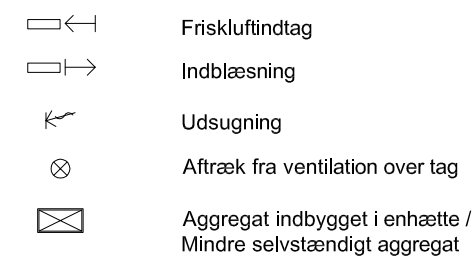 Friskluftindtag
Indblæsning
Udsugning
Aftræk fra ventilation over tag
Aggregat indbygget i enhætte /
Mindre selvstændigt aggregat